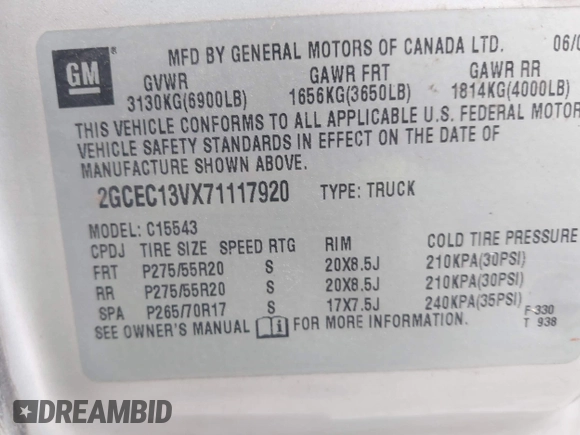 GM ®
MFD BY GENERAL MOTORS OF CANADA LTD. 06/0
GVWR GAWR FRT GAWR RR
3130KG(6900LB) 1656KG(3650LB) 1814KG(4000LB)
THIS VEHICLE CONFORMS TO ALL APPLICABLE U.S. FEDERAL MOTOR
VEHICLE SAFETY STANDARDS IN EFFECT ON THE DATE OF
MANUFACTURE SHOWN ABOVE.
2GCEC13VX71117920 TYPE: TRUCK
MODEL: C15543
CPDJ TIRE SIZE SPEED RTG RIM COLD TIRE PRESSURE
FRT P275/55R20 S 20X8.5J 210KPA(30PSI)
RR P275/55R20 S 20X8.5J 210KPA(30PSI)
SPA P265/70R17 S 17X7.5J 240KPA(35PSI)
SEE OWNER'S MANUAL FOR MORE INFORMATION.
F-330
T 938
DREAMBID